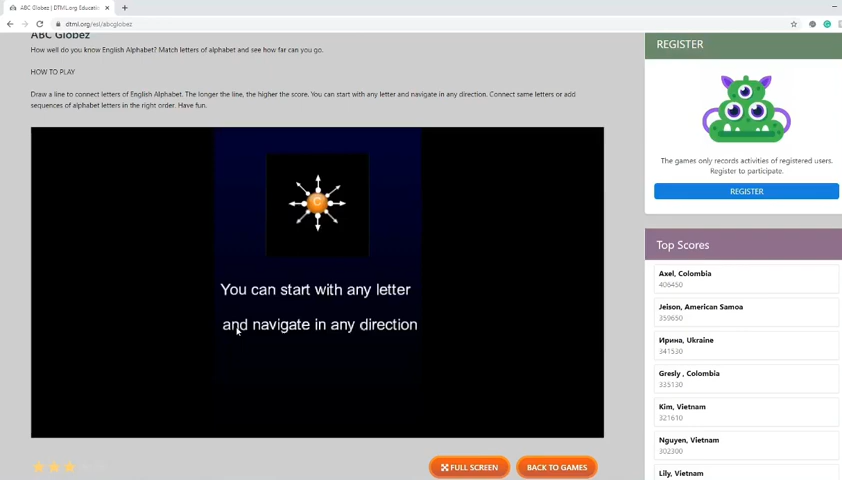 ABC Globez | DTML.org Educatio
dtml.org/esl/abcglobez
ABC Globez
How well do you know English Alphabet? Match letters of alphabet and see how far can you go.
HOW TO PLAY
Draw a line to connect letters of English Alphabet. The longer the line, the higher the score. You can start with any letter and navigate in any direction. Connect same letters or add
sequences of alphabet letters in the right order. Have fun.
C
You can start with any letter
and navigate in any direction
FULL SCREEN
BACK TO GAMES
REGISTER
The games only records activities of registered users.
Register to participate.
REGISTER
Top Scores
Axel, Colombia
406450
Jeison, American Samoa
359650
Ирина, Ukraine
341530
Gresly , Colombia
335130
Kim, Vietnam
321610
Nguyen, Vietnam
302300
Lily, Vietnam